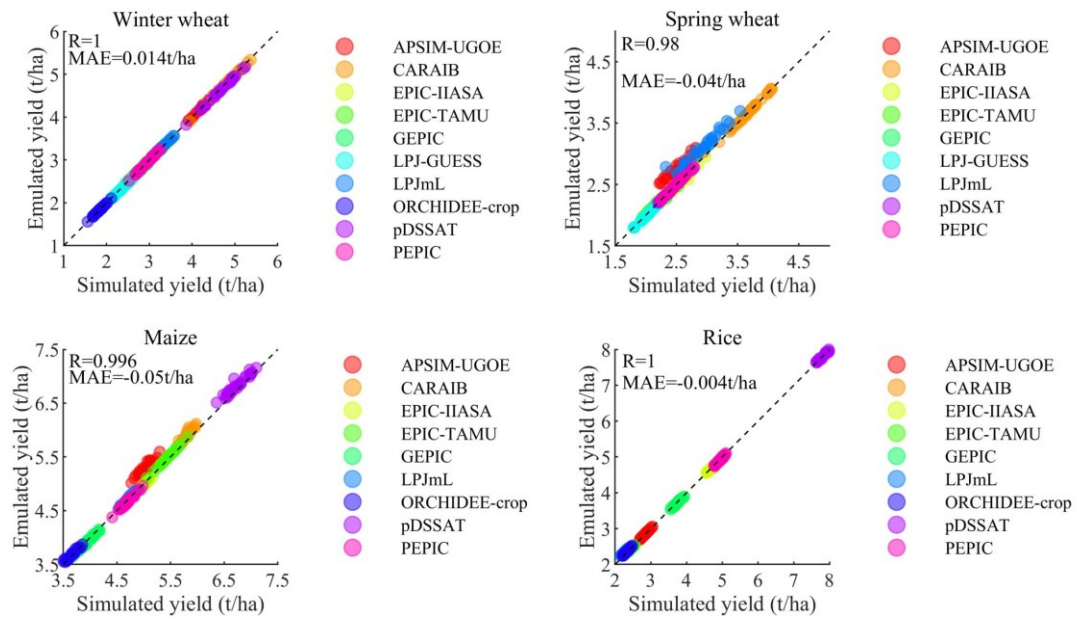 Winter wheat
R=1
MAE=0.014t/ha
6
5
4
3
2
1
1 2 3 4 5 6
Emulated yield (t/ha)
Simulated yield (t/ha)
APSIM-UGOE
CARAIB
EPIC-IIASA
EPIC-TAMU
GEPIC
LPJ-GUESS
LPJmL
ORCHIDEE-crop
pDSSAT
PEPIC
Spring wheat
R=0.98
MAE=-0.04t/ha
4.5
3.5
2.5
1.5
1.5 2.5 3.5 4.5
Emulated yield (t/ha)
Simulated yield (t/ha)
APSIM-UGOE
CARAIB
EPIC-IIASA
EPIC-TAMU
GEPIC
LPJ-GUESS
LPJmL
pDSSAT
PEPIC
Maize
R=0.996
MAE=-0.05t/ha
7.5
6.5
5.5
4.5
3.5
3.5 4.5 5.5 6.5 7.5
Emulated yield (t/ha)
Simulated yield (t/ha)
APSIM-UGOE
CARAIB
EPIC-IIASA
EPIC-TAMU
GEPIC
LPJmL
ORCHIDEE-crop
pDSSAT
PEPIC
Rice
R=1
MAE=-0.004t/ha
8
7
6
5
4
3
2
2 3 4 5 6 7 8
Emulated yield (t/ha)
Simulated yield (t/ha)
APSIM-UGOE
CARAIB
EPIC-IIASA
EPIC-TAMU
GEPIC
LPJmL
ORCHIDEE-crop
pDSSAT
PEPIC